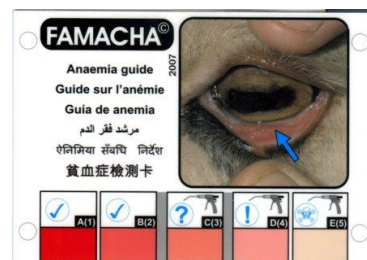 FAMACHA©
2007
Anaemia guide
Guide sur l'anémie
Guía de anemia
مرشد فقر الدم
ऐनिमिया सँबघि निर्देश
貧血症檢測卡
✓ A(1)
✓ B(2)
? C(3)
! D(4)
E(5)